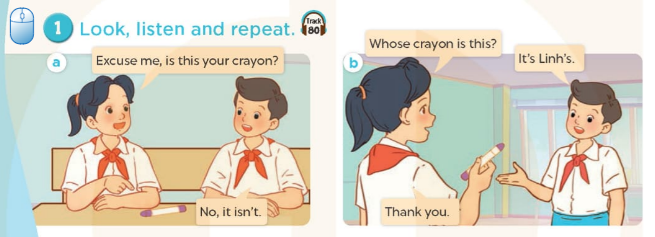 1 Look, listen and repeat. Track 80
a
Excuse me, is this your crayon?
No, it isn't.
b
Whose crayon is this?
It's Linh's.
Thank you.